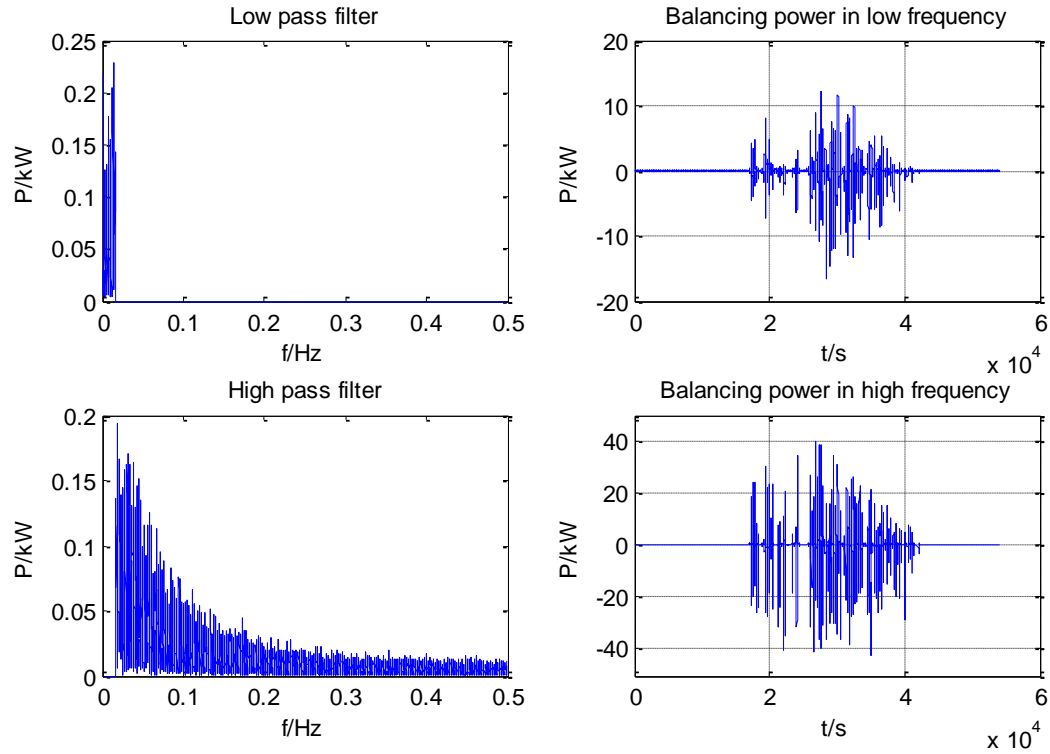 Low pass filter
0.25
0.2
0.15
0.1
0.05
0
P/kW
0 0.1 0.2 0.3 0.4 0.5
f/Hz
Balancing power in low frequency
20
10
0
-10
-20
P/kW
0 2 4 6
t/s
x 10^4
High pass filter
0.2
0.15
0.1
0.05
0
P/kW
0 0.1 0.2 0.3 0.4 0.5
f/Hz
Balancing power in high frequency
40
20
0
-20
-40
P/kW
0 2 4 6
t/s
x 10^4